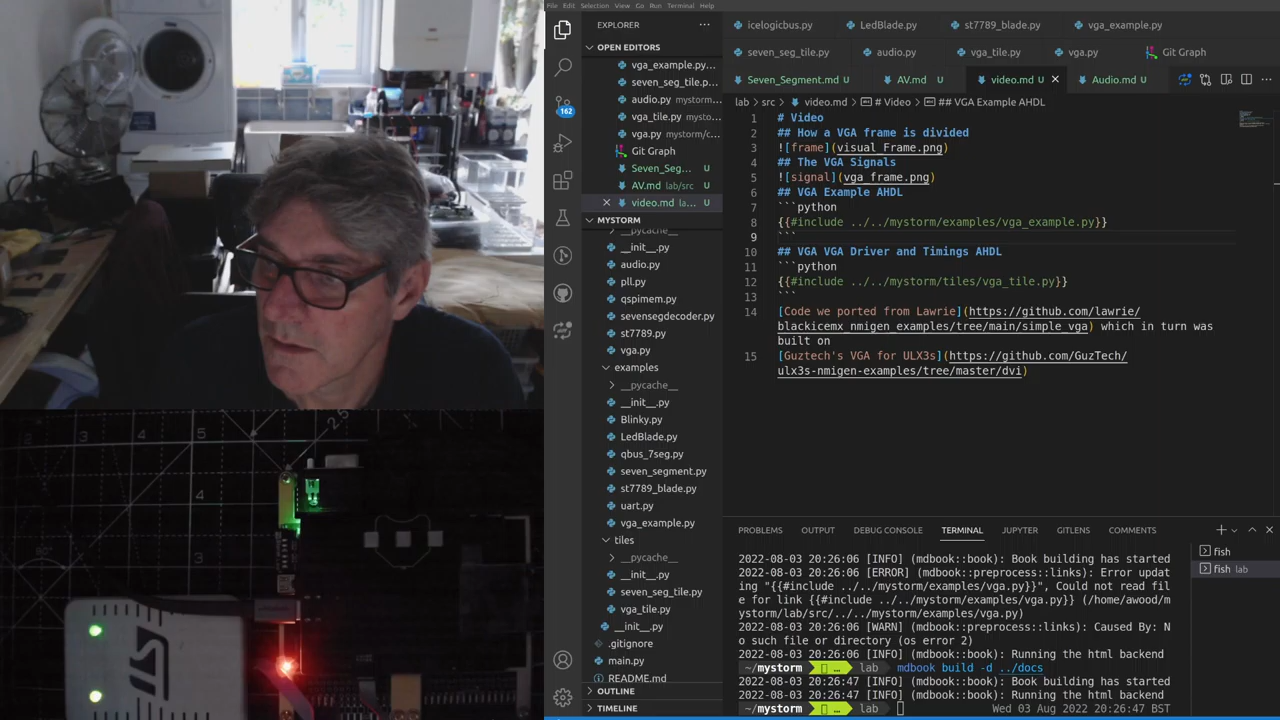 File Edit Selection View Go Run Terminal Help
EXPLORER
OPEN EDITORS
vga_example.py...
seven_seg_tile.p...
audio.py mystorm...
vga_tile.py mysto...
vga.py mystorm/c...
Git Graph
Seven_Seg... U
AV.md lab/src U
video.md la... U
MYSTORM
__pycache__
__init__.py
audio.py
pll.py
qspimem.py
sevensegdecoder.py
st7789.py
vga.py
examples
__pycache__
__init__.py
Blinky.py
LedBlade.py
qbus_7seg.py
seven_segment.py
st7789_blade.py
uart.py
vga_example.py
tiles
__pycache__
__init__.py
seven_seg_tile.py
vga_tile.py
__init__.py
.gitignore
main.py
README.md
OUTLINE
TIMELINE
162
icelogicbus.py LedBlade.py st7789_blade.py vga_example.py
seven_seg_tile.py audio.py vga_tile.py vga.py Git Graph
Seven_Segment.md U AV.md U video.md U Audio.md U
lab > src > video.md > # Video > ## VGA Example AHDL
1 # Video
2 ## How a VGA frame is divided
3 ![frame](visual_Frame.png)
4 ## The VGA Signals
5 ![signal](vga_frame.png)
6 ## VGA Example AHDL
7 ```python
8 {{#include ../../mystorm/examples/vga_example.py}}
9 ```
10 ## VGA VGA Driver and Timings AHDL
11 ```python
12 {{#include ../../mystorm/tiles/vga_tile.py}}
13 ```
14 [Code we ported from Lawrie](https://github.com/lawrie/
blackicemx_nmigen_examples/tree/main/simple_vga) which in turn was
built on
15 [Guztech's VGA for ULX3s](https://github.com/GuzTech/
ulx3s-nmigen-examples/tree/master/dvi)
PROBLEMS OUTPUT DEBUG CONSOLE TERMINAL JUPYTER GITLENS COMMENTS
2022-08-03 20:26:06 [INFO] (mdbook::book): Book building has started
2022-08-03 20:26:06 [ERROR] (mdbook::preprocess::links): Error updat
ing "{{#include ../../mystorm/examples/vga.py}}", Could not read fil
e for link {{#include ../../mystorm/examples/vga.py}} (/home/awood/m
ystorm/lab/src/../../mystorm/examples/vga.py)
2022-08-03 20:26:06 [WARN] (mdbook::preprocess::links): Caused By: N
o such file or directory (os error 2)
2022-08-03 20:26:06 [INFO] (mdbook::book): Running the html backend
~/mystorm ... lab mdbook build -d ../docs
2022-08-03 20:26:47 [INFO] (mdbook::book): Book building has started
2022-08-03 20:26:47 [INFO] (mdbook::book): Running the html backend
~/mystorm ... lab Wed 03 Aug 2022 20:26:47 BST
fish
fish lab
2.5
3 4 5
4
3